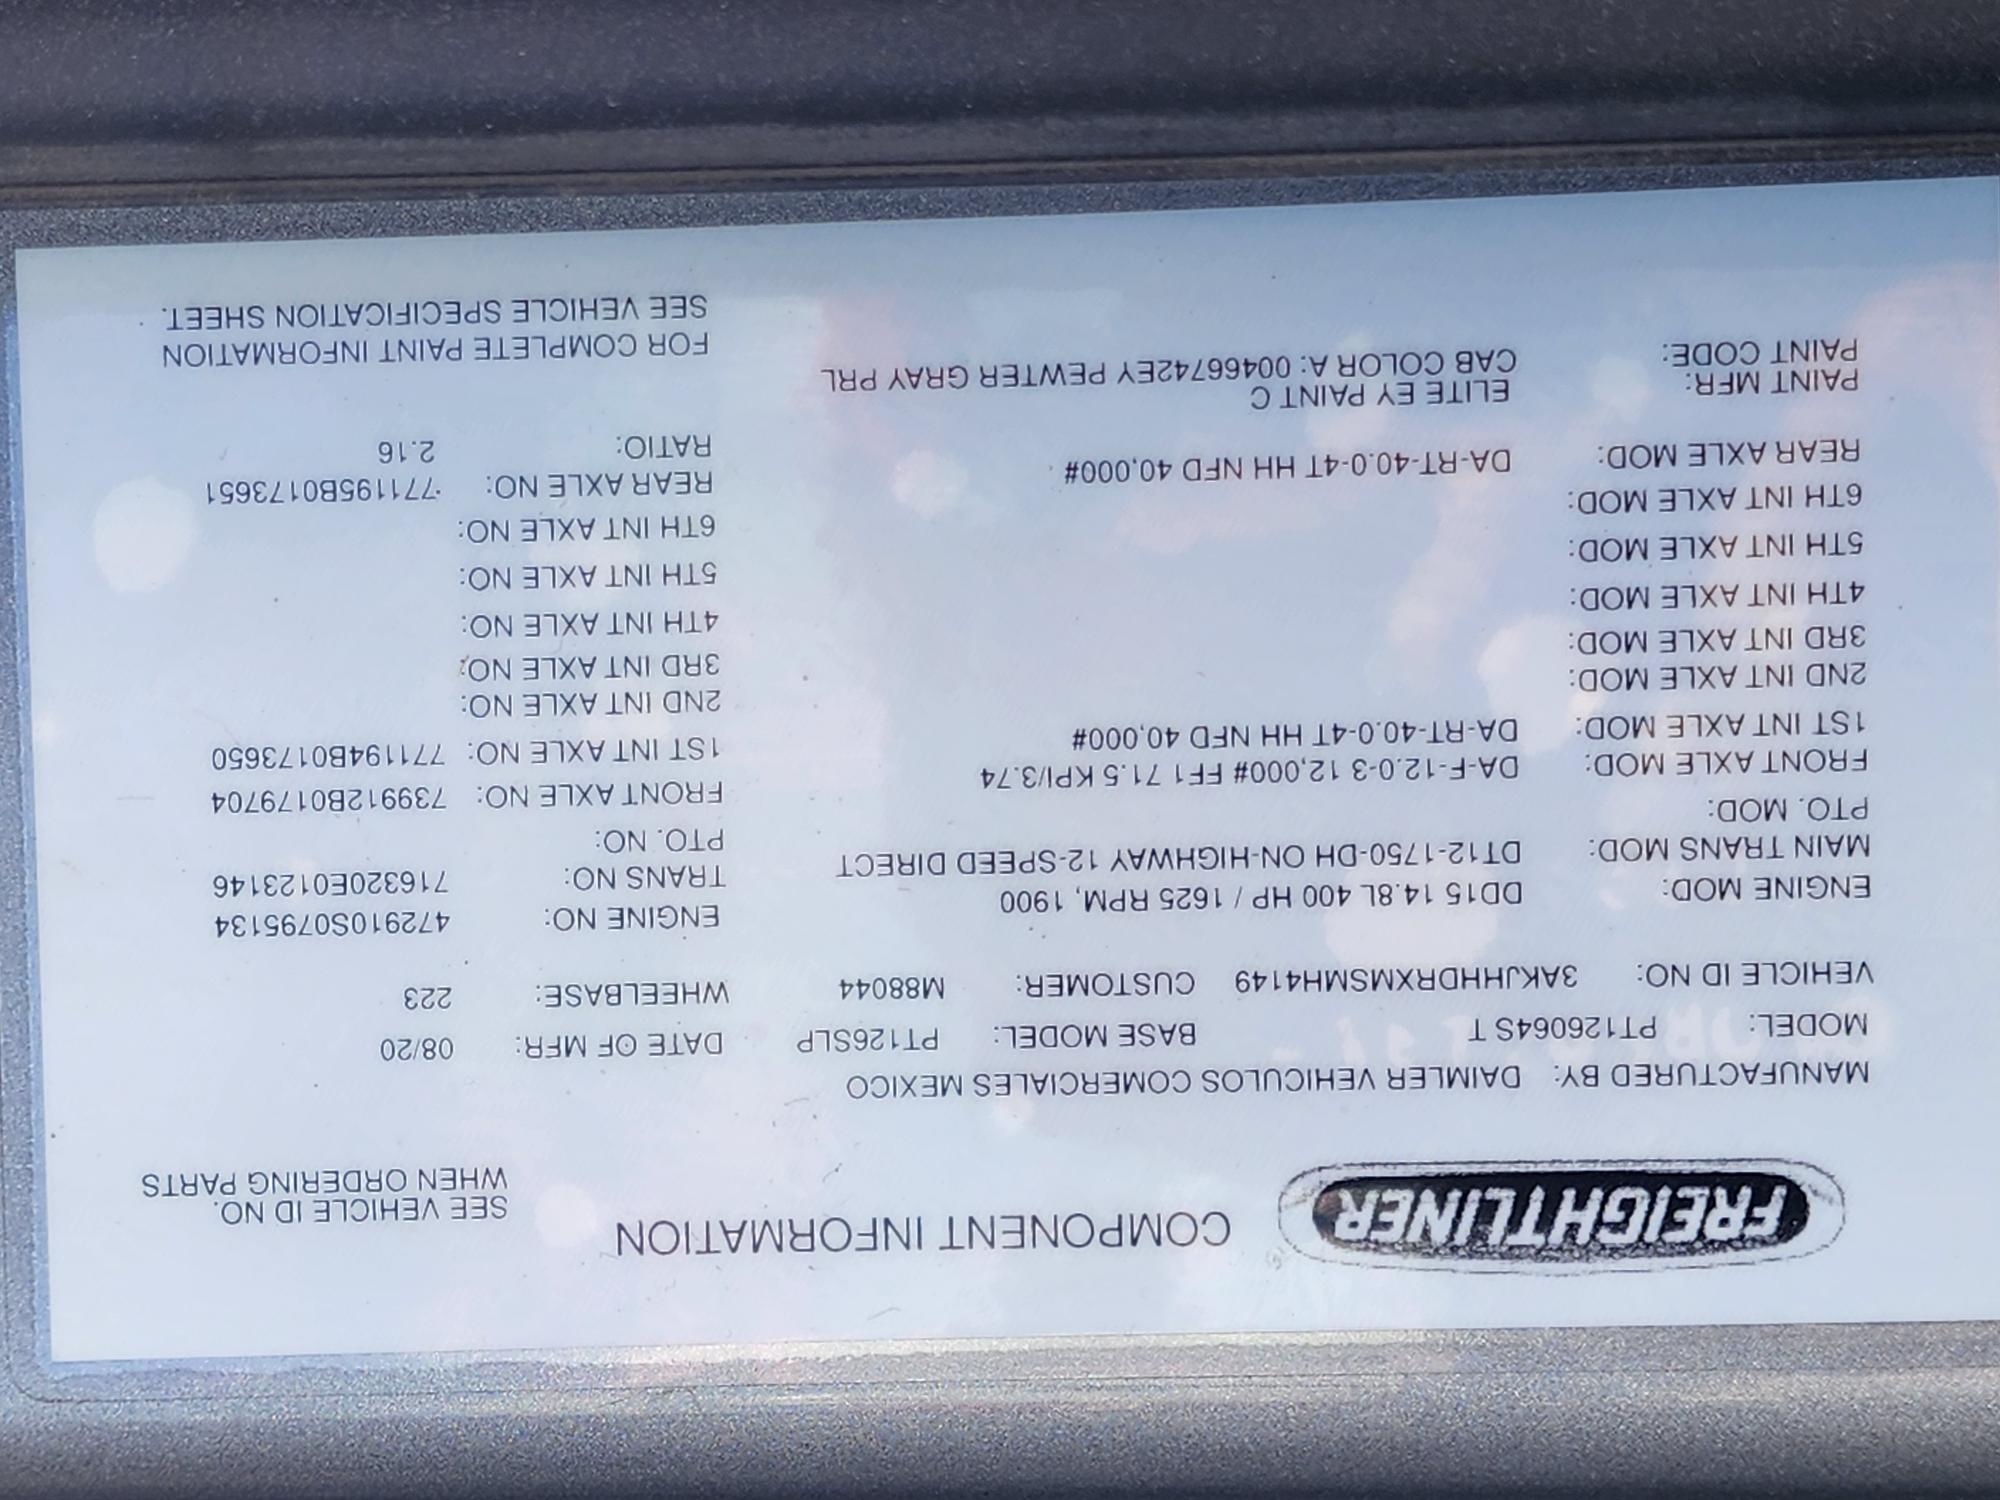 FREIGHTLINER COMPONENT INFORMATION
SEE VEHICLE ID NO.
WHEN ORDERING PARTS
MANUFACTURED BY: DAIMLER VEHICULOS COMERCIALES MEXICO
MODEL: PT126064S T BASE MODEL: PT126SLP DATE OF MFR: 08/20
VEHICLE ID NO: 3AKJHHDRXMSMH4149 CUSTOMER: M88044 WHEELBASE: 223
ENGINE MOD: DD15 14.8L 400 HP / 1625 RPM, 1900 ENGINE NO: 472910S0795134
MAIN TRANS MOD: DT12-1750-DH ON-HIGHWAY 12-SPEED DIRECT TRANS NO: 716320E0123146
PTO. MOD: PTO. NO:
FRONT AXLE MOD: DA-F-12.0-3 12,000# FF1 71.5 KPI/3.74 FRONT AXLE NO: 739912B0179704
1ST INT AXLE MOD: DA-RT-40.0-4T HH NFD 40,000# 1ST INT AXLE NO: 771194B0173650
2ND INT AXLE MOD: 2ND INT AXLE NO:
3RD INT AXLE MOD: 3RD INT AXLE NO:
4TH INT AXLE MOD: 4TH INT AXLE NO:
5TH INT AXLE MOD: 5TH INT AXLE NO:
6TH INT AXLE MOD: 6TH INT AXLE NO:
REAR AXLE MOD: DA-RT-40.0-4T HH NFD 40,000# REAR AXLE NO: 771195B0173651
RATIO: 2.16
PAINT MFR: ELITE EY PAINT C
PAINT CODE: CAB COLOR A: 00466742EY PEWTER GRAY PRL
FOR COMPLETE PAINT INFORMATION
SEE VEHICLE SPECIFICATION SHEET.